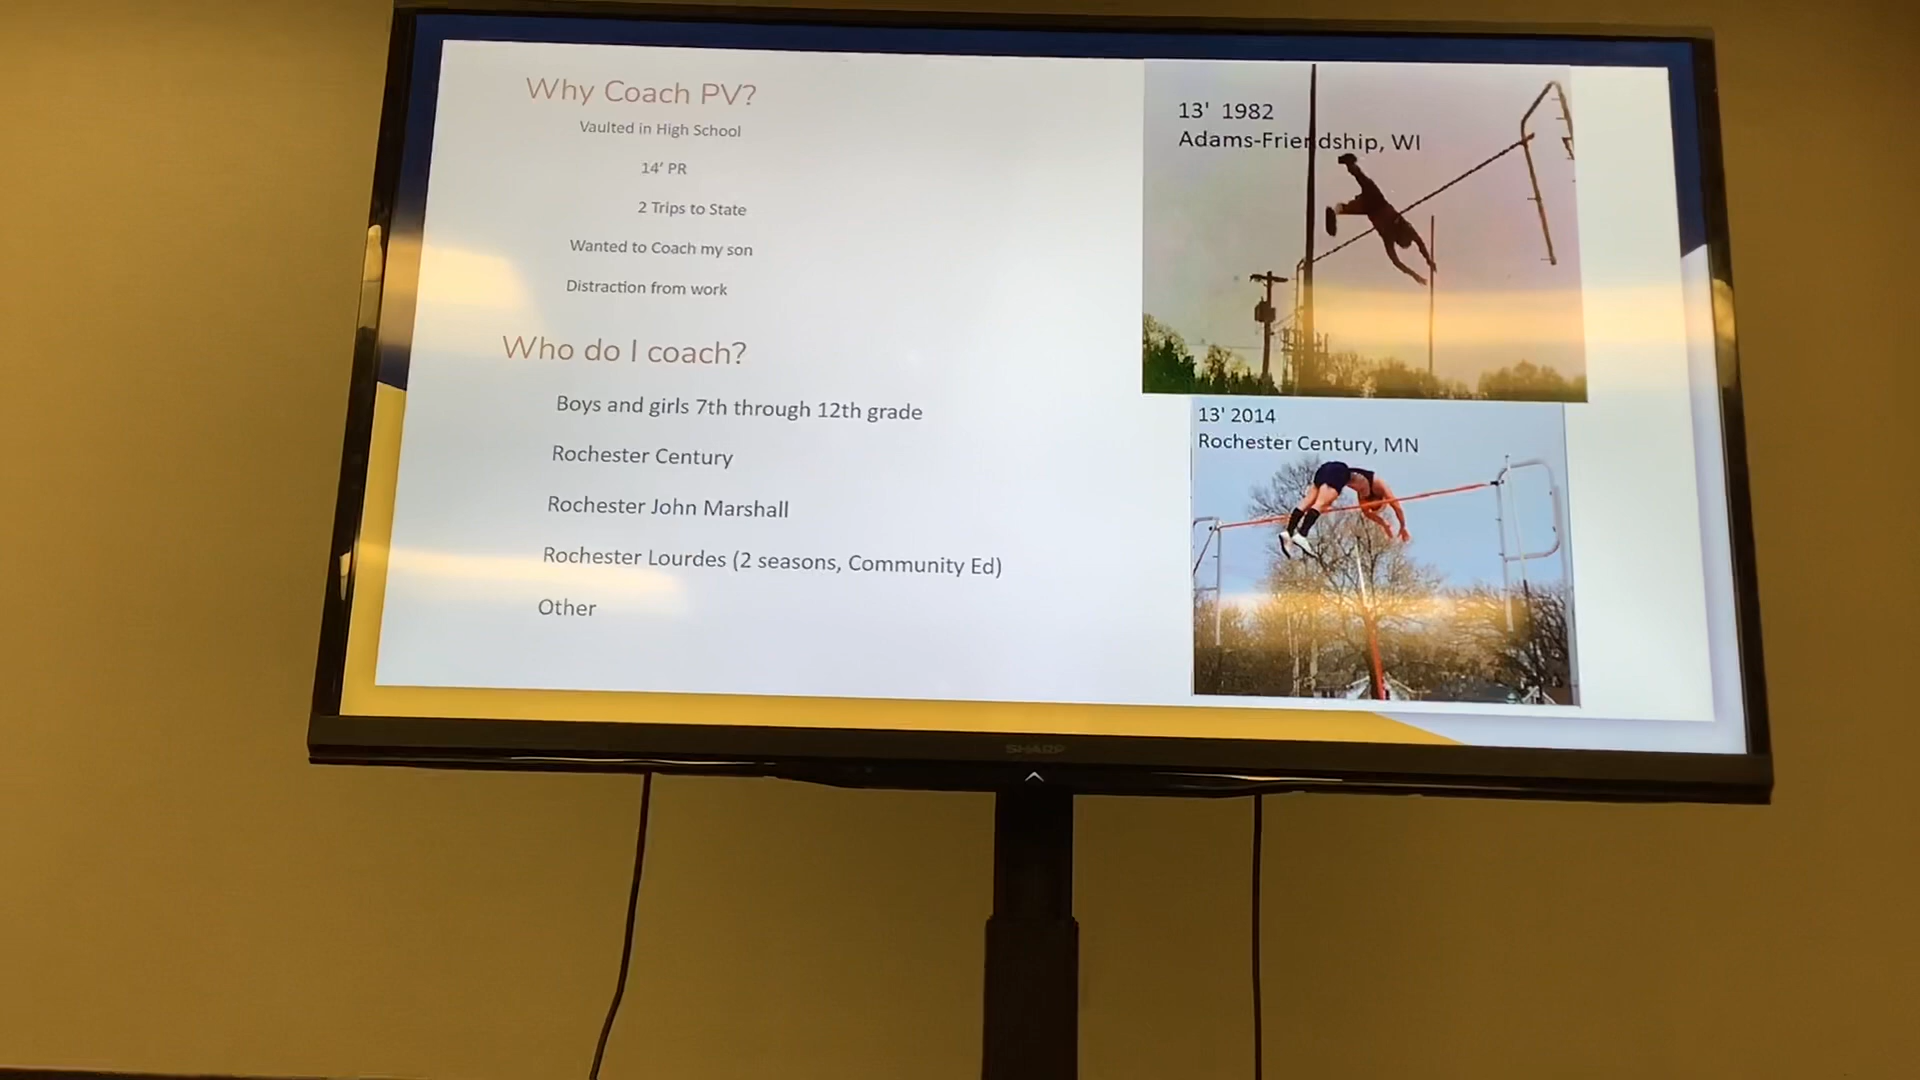 Why Coach PV?
Vaulted in High School
14' PR
2 Trips to State
Wanted to Coach my son
Distraction from work
Who do I coach?
Boys and girls 7th through 12th grade
Rochester Century
Rochester John Marshall
Rochester Lourdes (2 seasons, Community Ed)
Other
13' 1982
Adams-Friendship, WI
13' 2014
Rochester Century, MN
SHARP